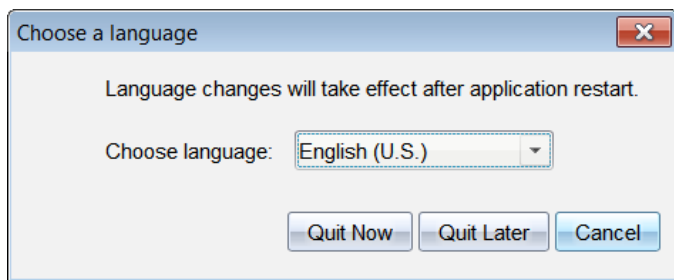 Choose a language
Language changes will take effect after application restart.
Choose language: English (U.S.)
Quit Now Quit Later Cancel